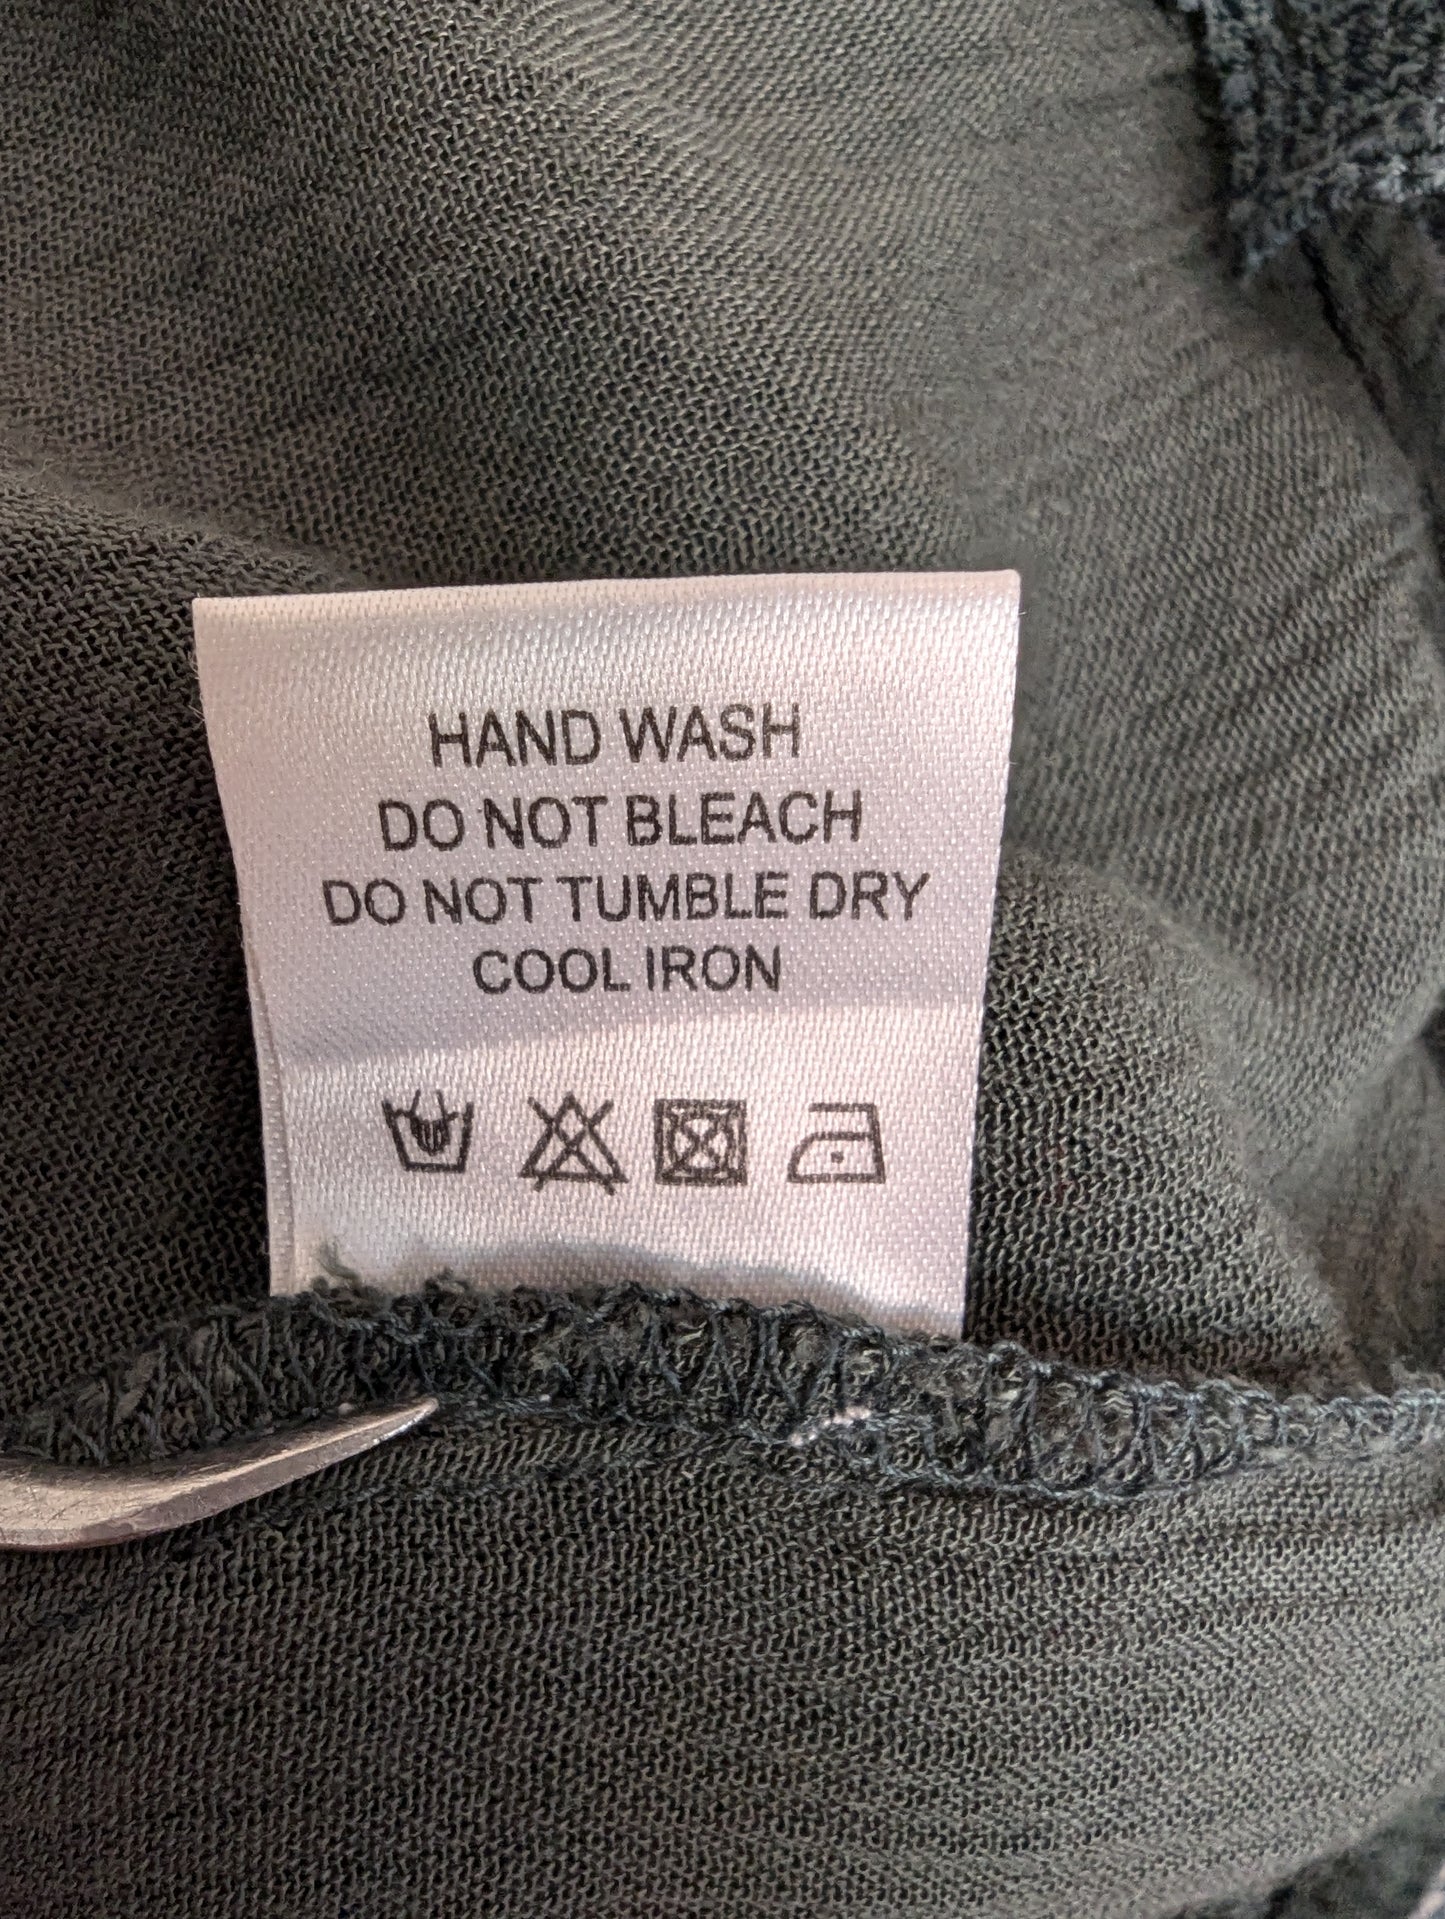 HAND WASH
DO NOT BLEACH
DO NOT TUMBLE DRY
COOL IRON